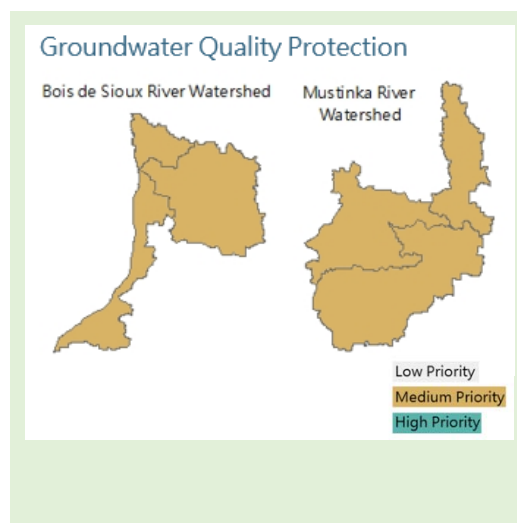 Groundwater Quality Protection
Bois de Sioux River Watershed
Mustinka River
Watershed
Low Priority
Medium Priority
High Priority